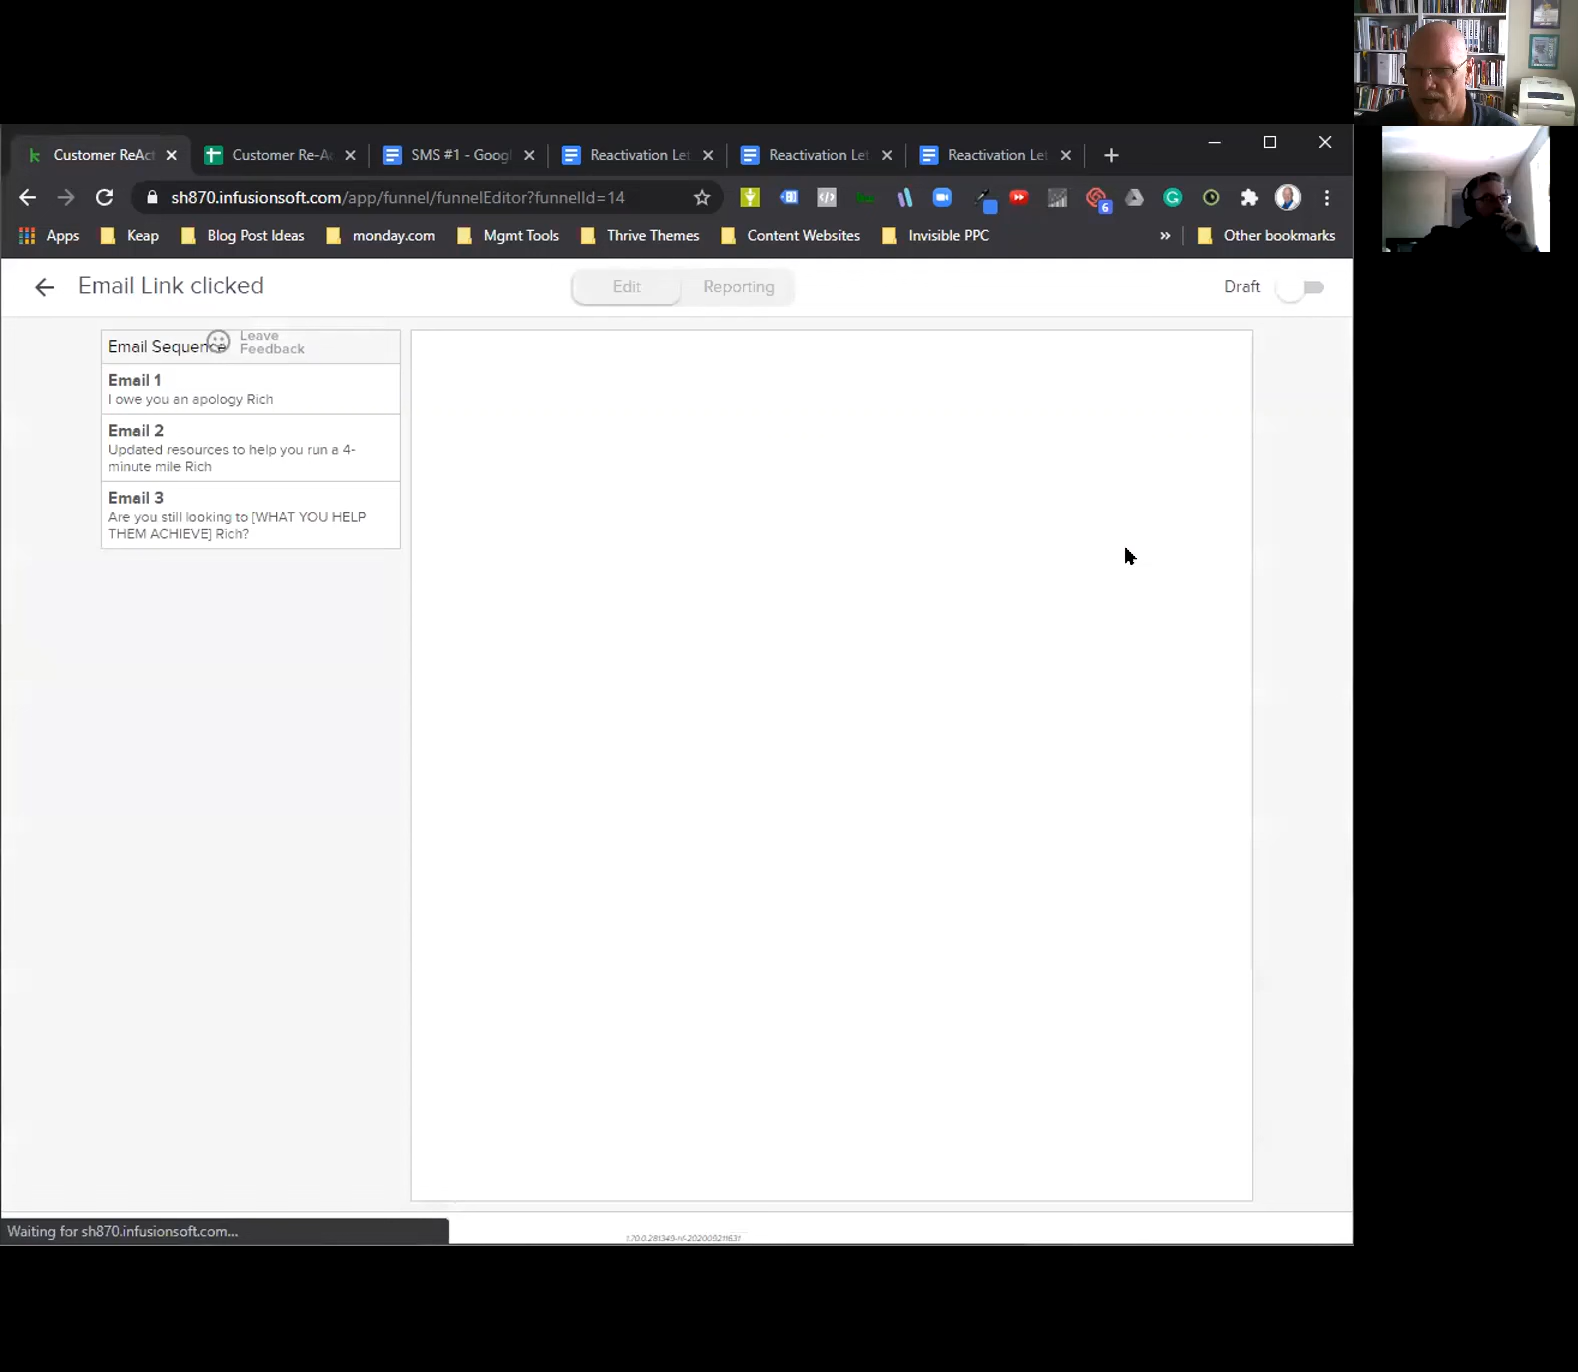 Customer ReAct
Customer Re-A
SMS #1 - Googl
Reactivation Let
Reactivation Let
Reactivation Let
sh870.infusionsoft.com/app/funnel/funnelEditor?funnelId=14
6
Apps
Keap
Blog Post Ideas
monday.com
Mgmt Tools
Thrive Themes
Content Websites
Invisible PPC
»
Other bookmarks
Email Link clicked
Edit
Reporting
Draft
Email Sequence
Leave
Feedback
Email 1
I owe you an apology Rich
Email 2
Updated resources to help you run a 4-
minute mile Rich
Email 3
Are you still looking to [WHAT YOU HELP
THEM ACHIEVE] Rich?
Waiting for sh870.infusionsoft.com...